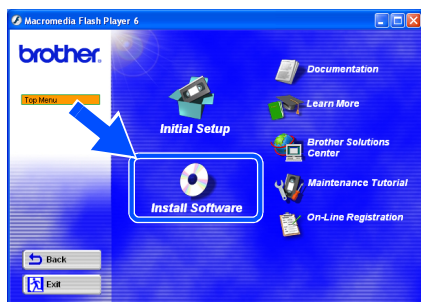 Macromedia Flash Player 6
brother.
Top Menu
Initial Setup
Install Software
Documentation
Learn More
Brother Solutions
Center
Maintenance Tutorial
On-Line Registration
Back
Exit